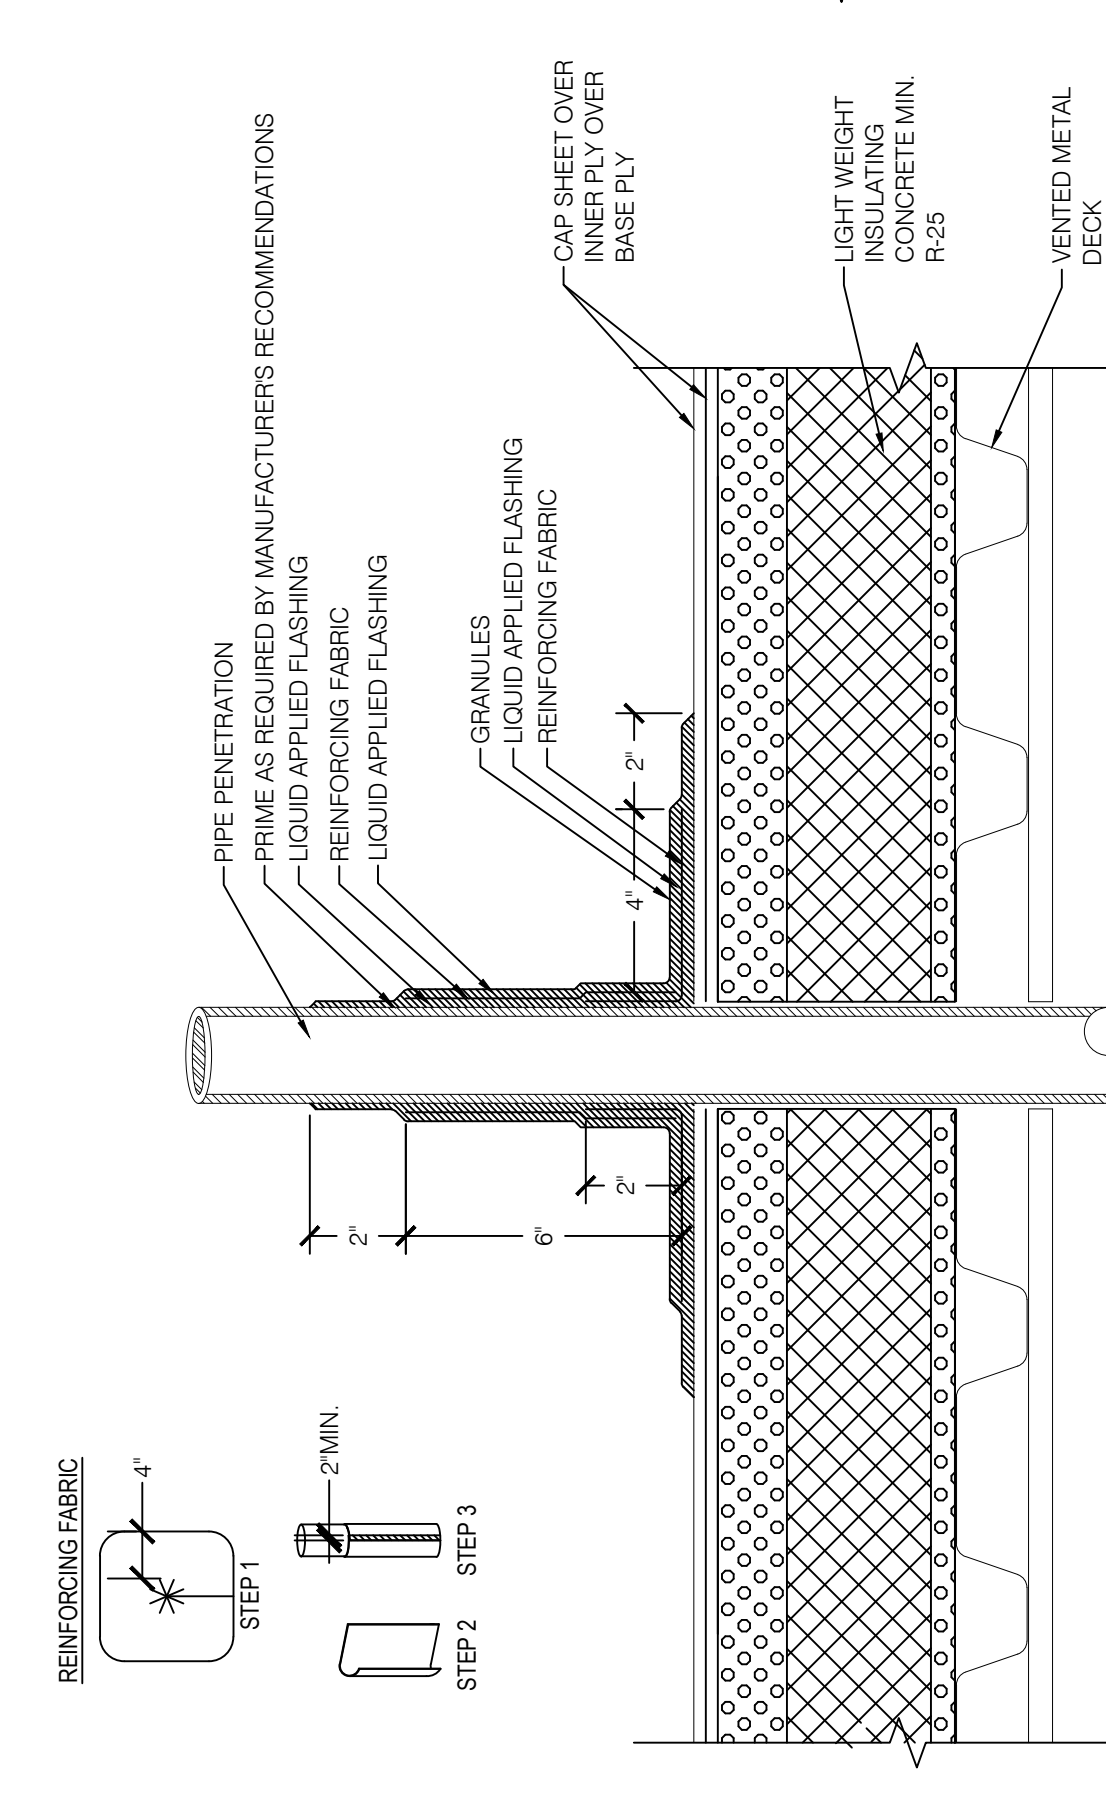 REINFORCING FABRIC
4"
STEP 1
2"MIN.
STEP 2
STEP 3
PIPE PENETRATION
PRIME AS REQUIRED BY MANUFACTURER'S RECOMMENDATIONS
LIQUID APPLIED FLASHING
REINFORCING FABRIC
LIQUID APPLIED FLASHING
GRANULES
LIQUID APPLIED FLASHING
REINFORCING FABRIC
2"
6"
2"
4"
2"
CAP SHEET OVER
INNER PLY OVER
BASE PLY
LIGHT WEIGHT
INSULATING
CONCRETE MIN.
R-25
VENTED METAL
DECK